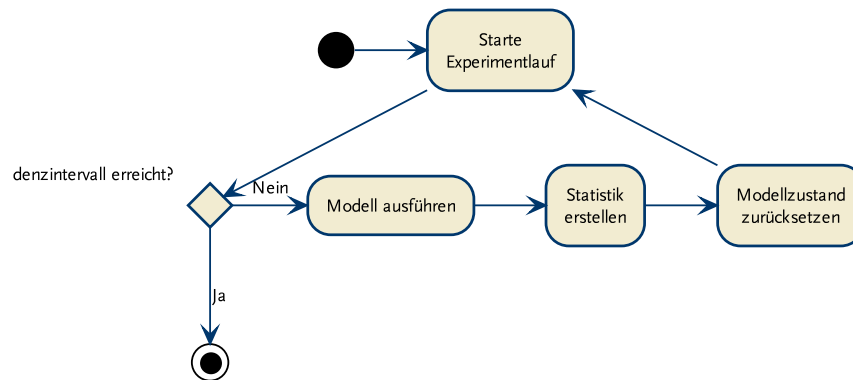 Starte
Experimentlauf
denzintervall erreicht?
Nein
Modell ausführen
Statistik
erstellen
Modellzustand
zurücksetzen
Ja